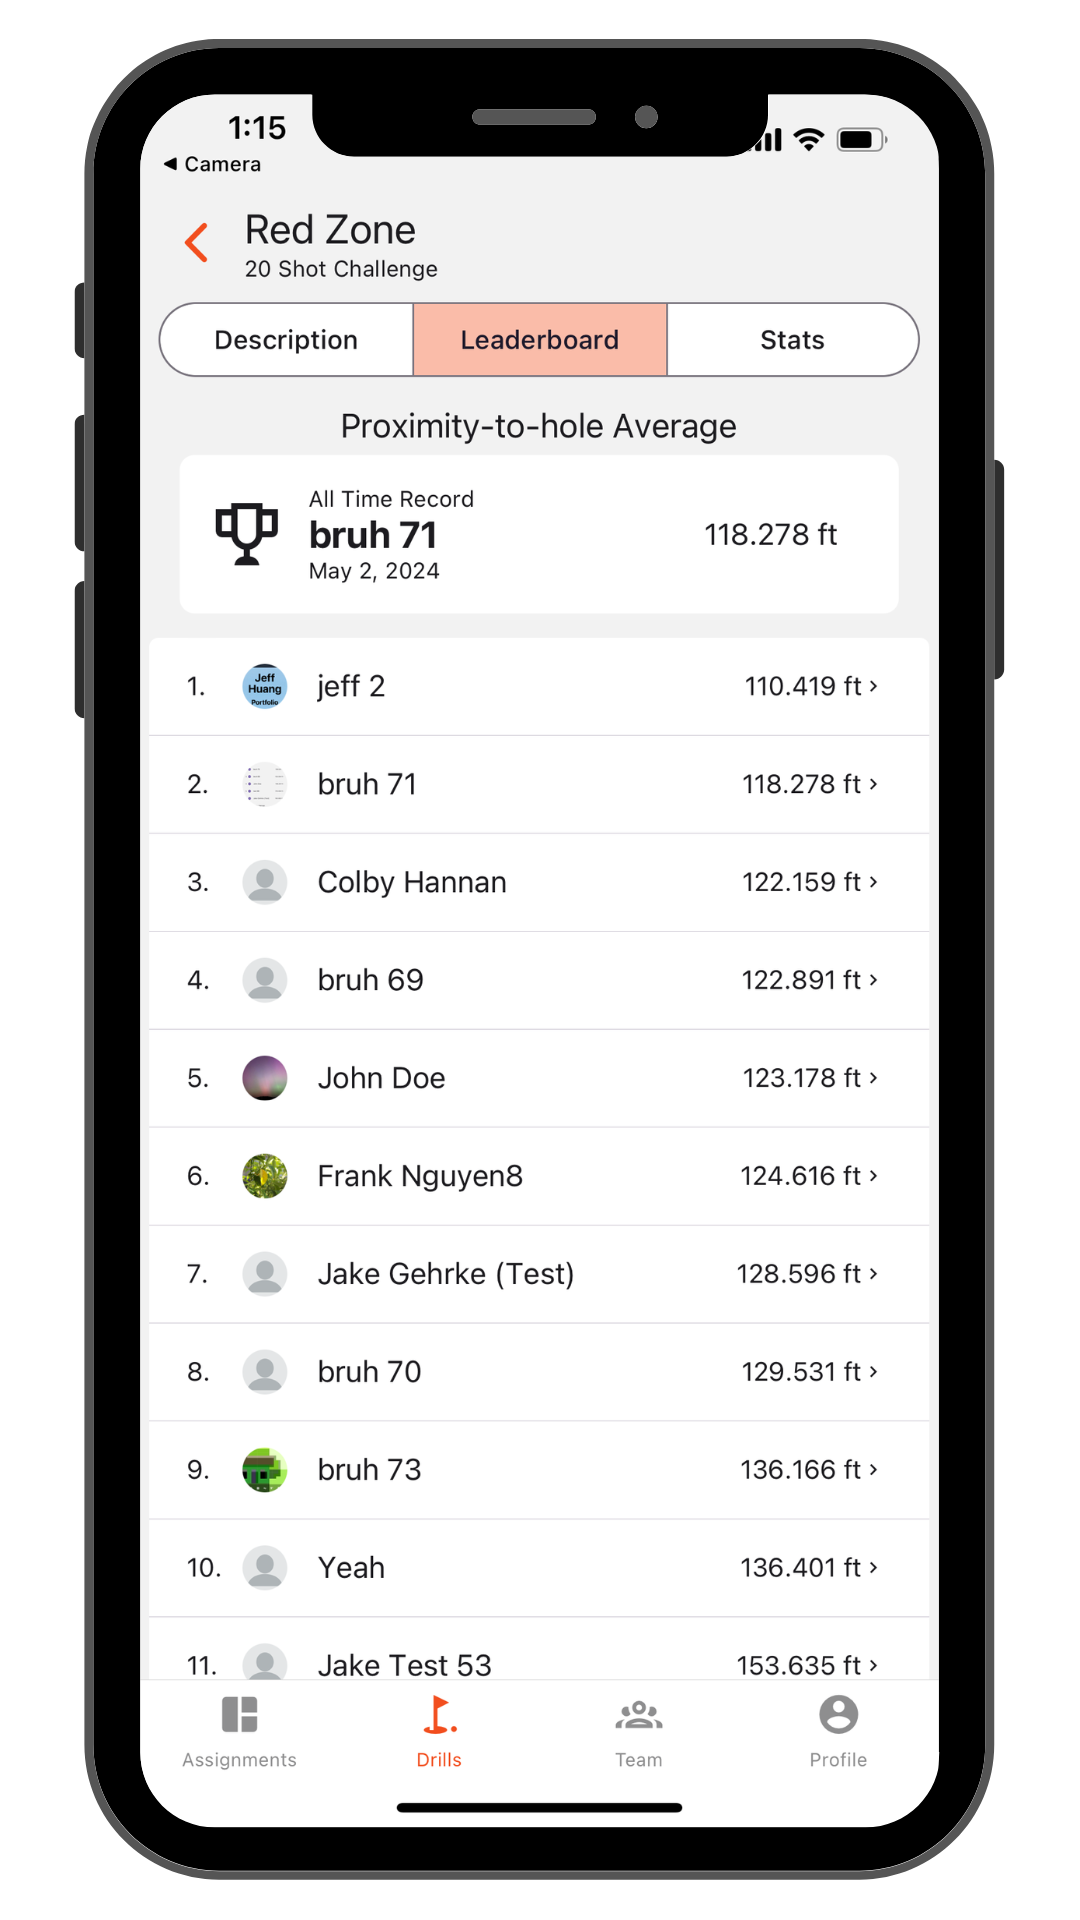 1:15
◀ Camera
Red Zone
20 Shot Challenge
Description Leaderboard Stats
Proximity-to-hole Average
All Time Record
bruh 71
118.278 ft
May 2, 2024
1. Jeff Huang Portfolio jeff 2 110.419 ft ›
2. bruh 71 118.278 ft ›
3. Colby Hannan 122.159 ft ›
4. bruh 69 122.891 ft ›
5. John Doe 123.178 ft ›
6. Frank Nguyen8 124.616 ft ›
7. Jake Gehrke (Test) 128.596 ft ›
8. bruh 70 129.531 ft ›
9. bruh 73 136.166 ft ›
10. Yeah 136.401 ft ›
11. Jake Test 53 153.635 ft ›
Assignments Drills Team Profile